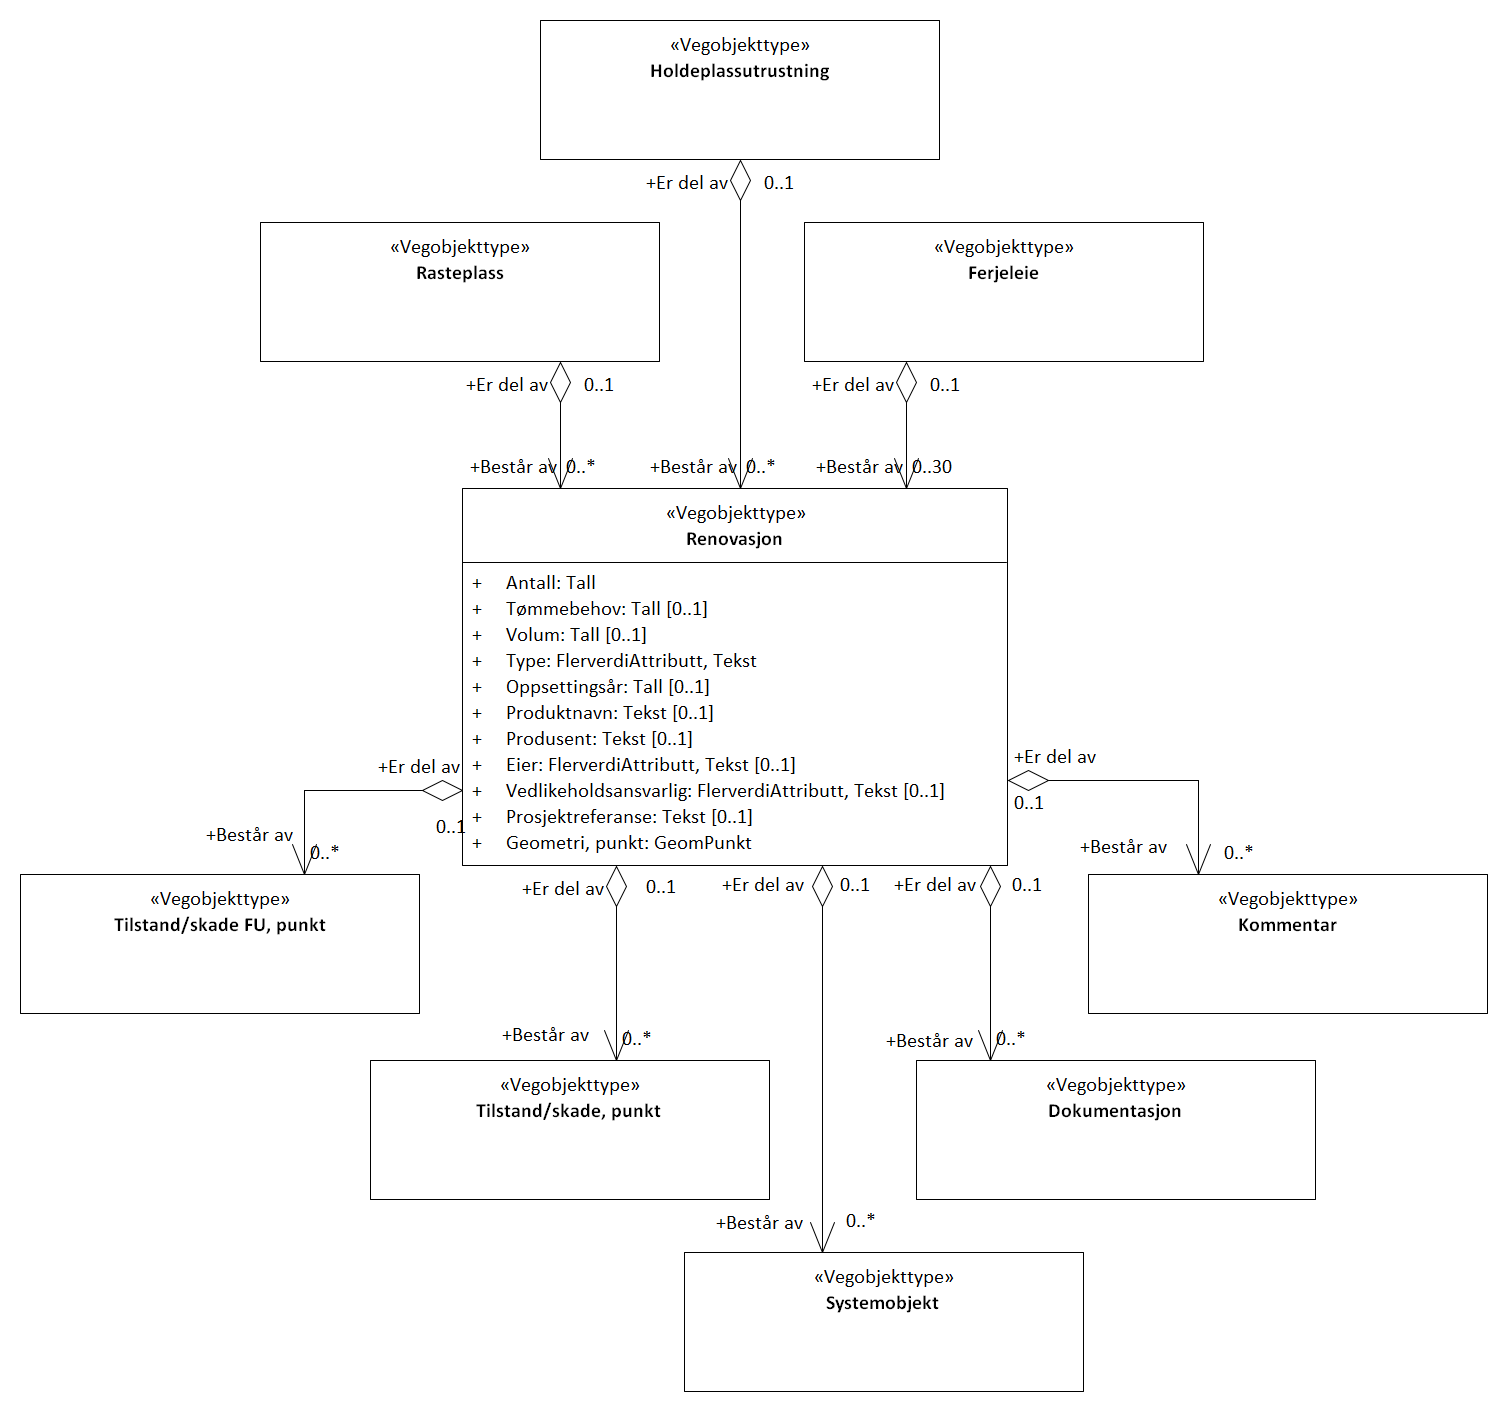 «Vegobjekttype»
Holdeplassutrustning
+Er del av 0..1
«Vegobjekttype»
Rasteplass
«Vegobjekttype»
Ferjeleie
+Er del av 0..1
+Er del av 0..1
+Består av 0..*
+Består av 0..*
+Består av 0..30
«Vegobjekttype»
Renovasjon
+ Antall: Tall
+ Tømmebehov: Tall [0..1]
+ Volum: Tall [0..1]
+ Type: FlerverdiAttributt, Tekst
+ Oppsettingsår: Tall [0..1]
+ Produktnavn: Tekst [0..1]
+ Produsent: Tekst [0..1]
+ Eier: FlerverdiAttributt, Tekst [0..1]
+ Vedlikeholdsansvarlig: FlerverdiAttributt, Tekst [0..1]
+ Prosjektreferanse: Tekst [0..1]
+ Geometri, punkt: GeomPunkt
+Er del av
0..1
+Består av
0..*
+Er del av
0..1
+Består av 0..*
«Vegobjekttype»
Tilstand/skade FU, punkt
+Er del av 0..1
+Er del av 0..1
+Er del av 0..1
«Vegobjekttype»
Kommentar
+Består av 0..*
+Består av 0..*
«Vegobjekttype»
Tilstand/skade, punkt
«Vegobjekttype»
Dokumentasjon
+Består av 0..*
«Vegobjekttype»
Systemobjekt